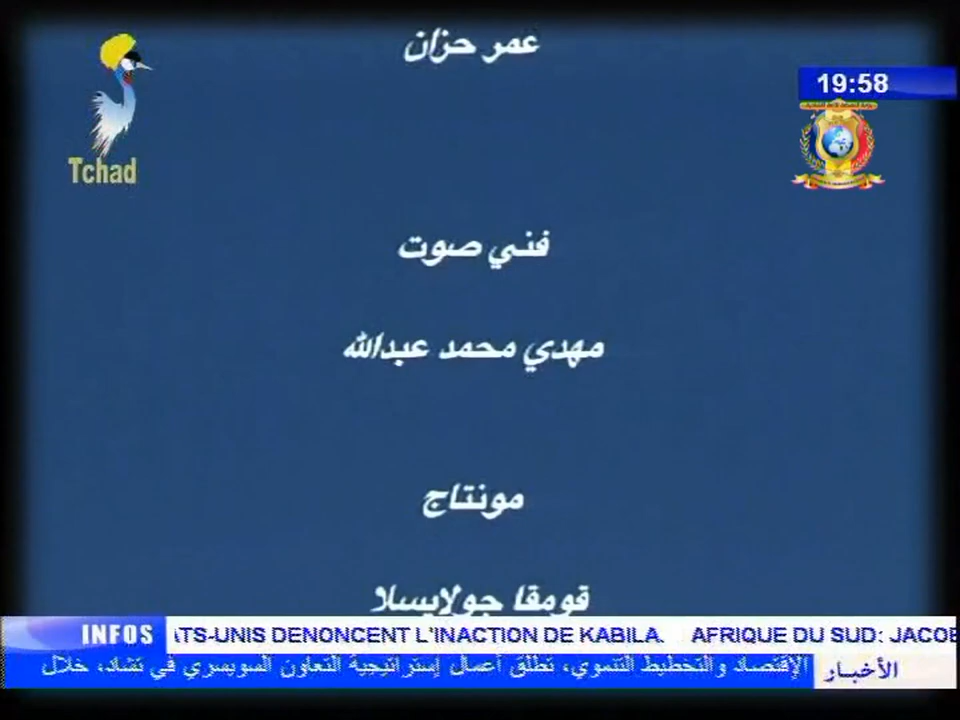 عمر حزان
19:58
Tchad
فني صوت
مهدي محمد عبدالله
مونتاج
قومقا جولايسلا
INFOS
ATS-UNIS DENONCENT L'INACTION DE KABILA. AFRIQUE DU SUD: JACOB
الأخبار
الإقتصاد والتخطيط التنموي، تطلق أعمال إستراتيجية التعاون السويسري في تشاد، خلال